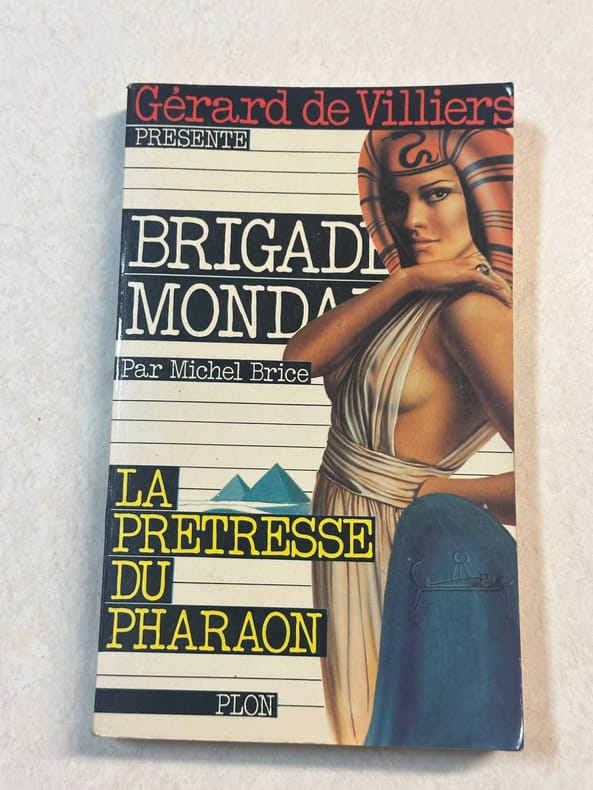 Gérard de Villiers
PRESENTE
BRIGAD
MONDA
Par Michel Brice
LA
PRETRESSE
DU
PHARAON
PLON